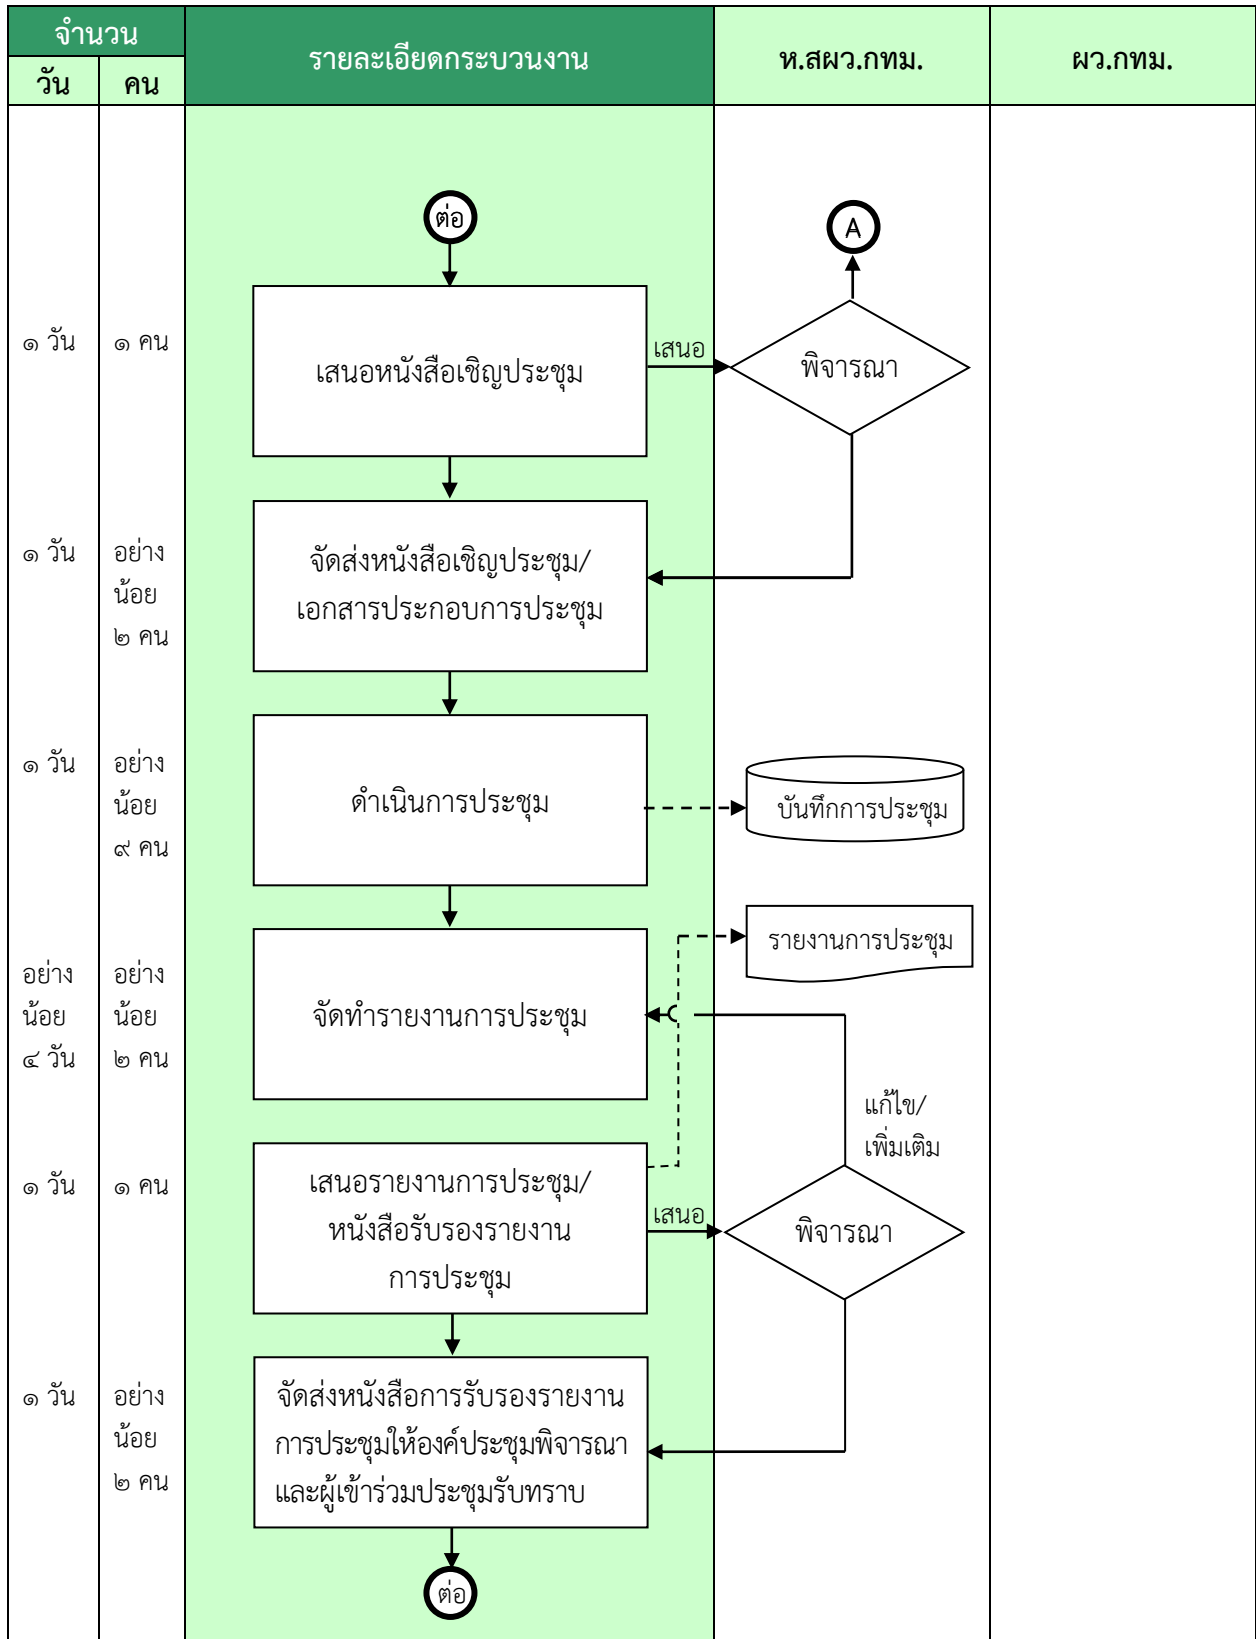 จำนวน
รายละเอียดกระบวนงาน
ห.สผว.กทม.
ผว.กทม.
วัน
คน
ต่อ
A
๑ วัน
๑ คน
เสนอหนังสือเชิญประชุม
เสนอ
พิจารณา
๑ วัน
อย่าง
น้อย
๒ คน
จัดส่งหนังสือเชิญประชุม/
เอกสารประกอบการประชุม
๑ วัน
อย่าง
น้อย
๙ คน
ดำเนินการประชุม
บันทึกการประชุม
รายงานการประชุม
อย่าง
น้อย
๔ วัน
อย่าง
น้อย
๒ คน
จัดทำรายงานการประชุม
แก้ไข/
เพิ่มเติม
๑ วัน
๑ คน
เสนอรายงานการประชุม/
หนังสือรับรองรายงาน
การประชุม
เสนอ
พิจารณา
๑ วัน
อย่าง
น้อย
๒ คน
จัดส่งหนังสือการรับรองรายงาน
การประชุมให้องค์ประชุมพิจารณา
และผู้เข้าร่วมประชุมรับทราบ
ต่อ